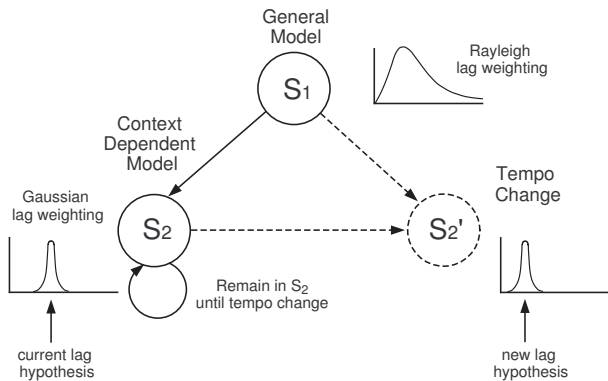 General
Model
Rayleigh
lag weighting
S1
Context
Dependent
Model
Tempo
Change
Gaussian
lag weighting
S2
S2'
Remain in S2
until tempo change
current lag
hypothesis
new lag
hypothesis